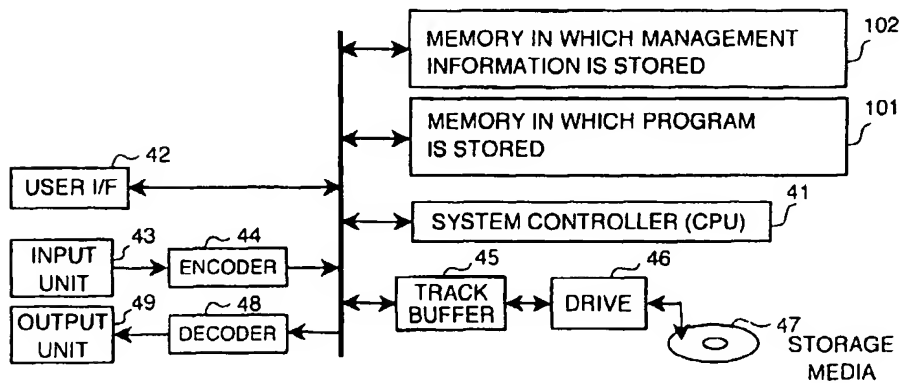 102
MEMORY IN WHICH MANAGEMENT
INFORMATION IS STORED
101
MEMORY IN WHICH PROGRAM
IS STORED
42
USER I/F
41
SYSTEM CONTROLLER (CPU)
43
INPUT
UNIT
44
ENCODER
45
TRACK
BUFFER
46
DRIVE
49
OUTPUT
UNIT
48
DECODER
47
STORAGE
MEDIA